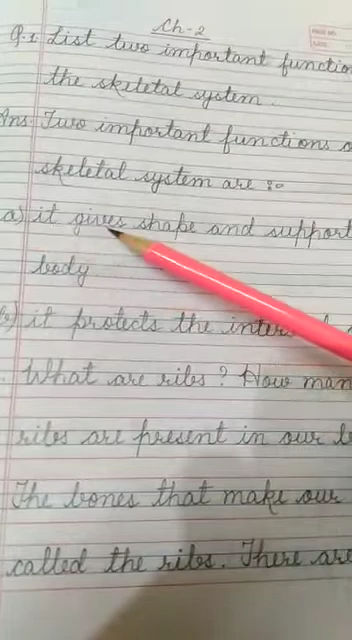 Ch-2
Q.1 List two important function
the skeletal system.
Ans. Two important functions o
skeletal system are :-
a) it gives shape and support
body
b) it protects the inter
What are ribs? How man
ribs are present in our b
The bones that make our
called the ribs. There are